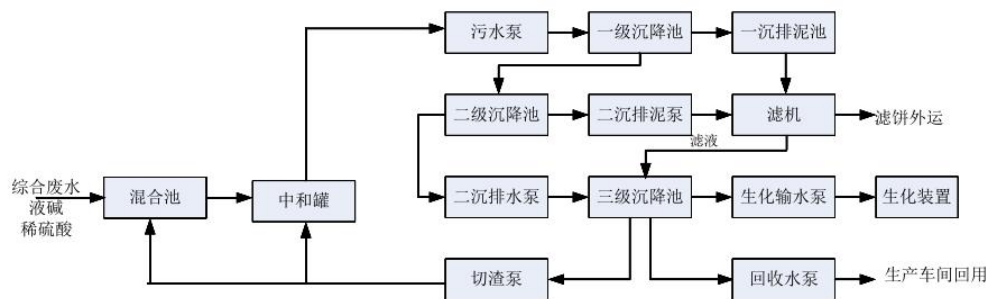 污水泵
一级沉降池
一沉排泥池
二级沉降池
二沉排泥泵
滤机
滤饼外运
滤液
综合废水
液碱
稀硫酸
混合池
中和罐
二沉排水泵
三级沉降池
生化输水泵
生化装置
切渣泵
回收水泵
生产车间回用